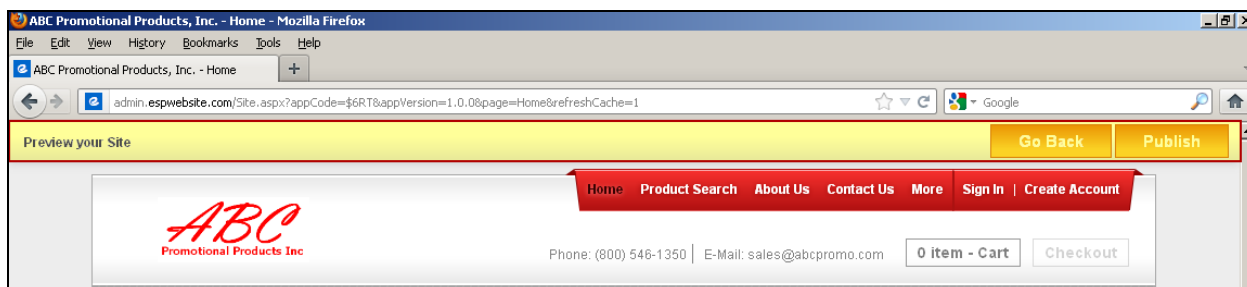 ABC Promotional Products, Inc. - Home - Mozilla Firefox
File Edit View History Bookmarks Tools Help
ABC Promotional Products, Inc. - Home +
admin.espwebsite.com/Site.aspx?appCode=$6RT&appVersion=1.0.0&page=Home&refreshCache=1 Google
Preview your Site Go Back Publish
Home Product Search About Us Contact Us More Sign In | Create Account
ABC
Promotional Products Inc
Phone: (800) 546-1350 | E-Mail: sales@abcpromo.com 0 item - Cart Checkout